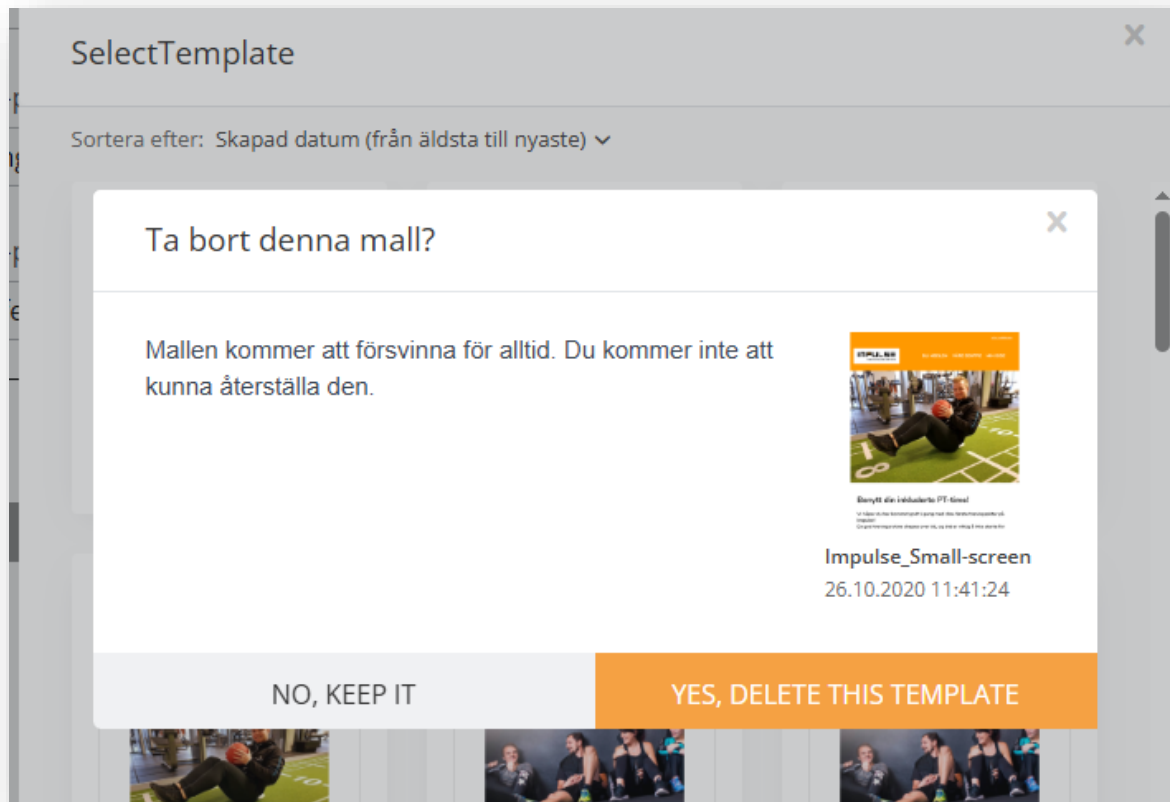 SelectTemplate
Sortera efter: Skapad datum (från äldsta till nyaste)
Ta bort denna mall?
Mallen kommer att försvinna för alltid. Du kommer inte att
kunna återställa den.
IMPULSE
Benytt din inkluderte PT-time!
Impulse_Small-screen
26.10.2020 11:41:24
NO, KEEP IT
YES, DELETE THIS TEMPLATE